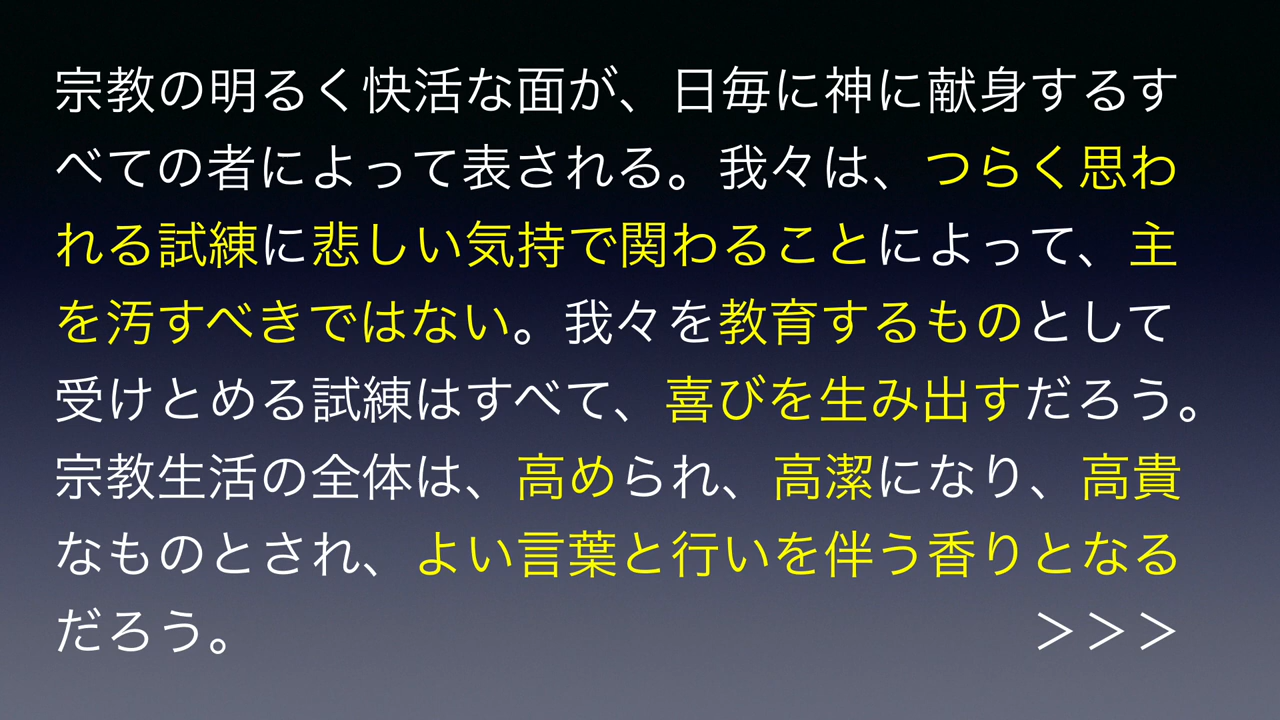 宗教の明るく快活な面が、日毎に神に献身するす
べての者によって表される。我々は、つらく思わ
れる試練に悲しい気持で関わることによって、主
を汚すべきではない。我々を教育するものとして
受けとめる試練はすべて、喜びを生み出すだろう。
宗教生活の全体は、高められ、高潔になり、高貴
なものとされ、よい言葉と行いを伴う香りとなる
だろう。 >>>